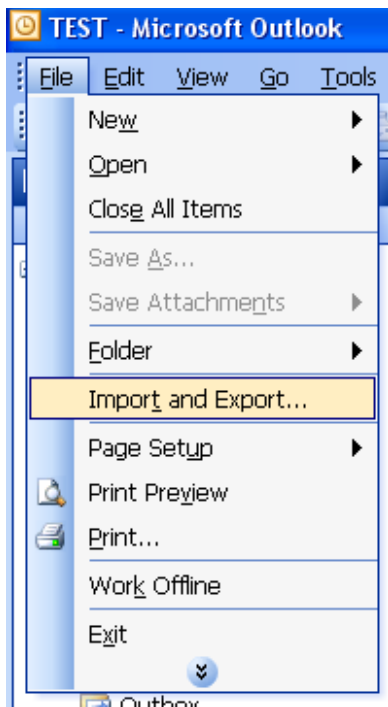 TEST - Microsoft Outlook
File Edit View Go Tools
New
Open
Close All Items
Save As...
Save Attachments
Folder
Import and Export...
Page Setup
Print Preview
Print...
Work Offline
Exit
Outbox